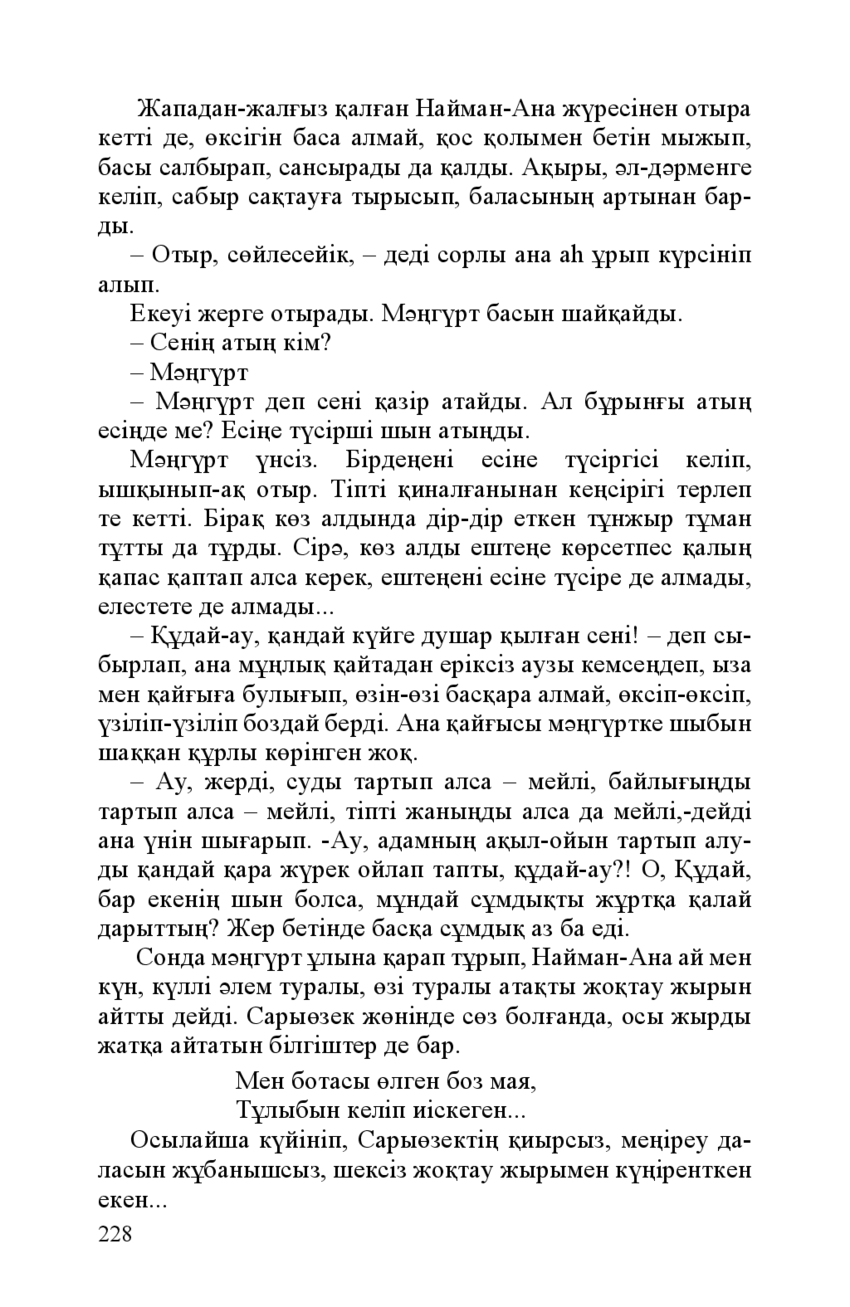 Жападан-жалғыз қалған Найман-Ана жүресінен отыра
кетті де, өксігін баса алмай, қос қолымен бетін мыжып,
басы салбырап, сансырады да қалды. Ақыры, әл-дәрменге
келіп, сабыр сақтауға тырысып, баласының артынан бар-
ды.
– Отыр, сөйлесейік, – деді сорлы ана аһ ұрып күрсініп
алып.
Екеуі жерге отырады. Мәңгүрт басын шайқайды.
– Сенің атың кім?
– Мәңгүрт
– Мәңгүрт деп сені қазір атайды. Ал бұрынғы атың
есіңде ме? Есіңе түсірші шын атыңды.
Мәңгүрт үнсіз. Бірдеңені есіне түсіргісі келіп,
ышқынып-ақ отыр. Тіпті қиналғанынан кеңсірігі терлеп
те кетті. Бірақ көз алдында дір-дір еткен тұнжыр тұман
тұтты да тұрды. Сірә, көз алды ештеңе көрсетпес қалың
қапас қаптап алса керек, ештеңені есіне түсіре де алмады,
елестете де алмады...
– Құдай-ау, қандай күйге душар қылған сені! – деп сы-
бырлап, ана мұңлық қайтадан еріксіз аузы кемсеңдеп, ыза
мен қайғыға булығып, өзін-өзі басқара алмай, өксіп-өксіп,
үзіліп-үзіліп боздай берді. Ана қайғысы мәңгүртке шыбын
шаққан құрлы көрінген жоқ.
– Ау, жерді, суды тартып алса – мейлі, байлығыңды
тартып алса – мейлі, тіпті жаныңды алса да мейлі,-дейді
ана үнін шығарып. -Ау, адамның ақыл-ойын тартып алу-
ды қандай қара жүрек ойлап тапты, құдай-ау?! О, Құдай,
бар екенің шын болса, мұндай сұмдықты жұртқа қалай
дарыттың? Жер бетінде басқа сұмдық аз ба еді.
Сонда мәңгүрт ұлына қарап тұрып, Найман-Ана ай мен
күн, күллі әлем туралы, өзі туралы атақты жоқтау жырын
айтты дейді. Сарыөзек жөнінде сөз болғанда, осы жырды
жатқа айтатын білгіштер де бар.
Мен ботасы өлген боз мая,
Тұлыбын келіп иіскеген...
Осылайша күйініп, Сарыөзектің қиырсыз, меңіреу да-
ласын жұбанышсыз, шексіз жоқтау жырымен күңіренткен
екен...
228